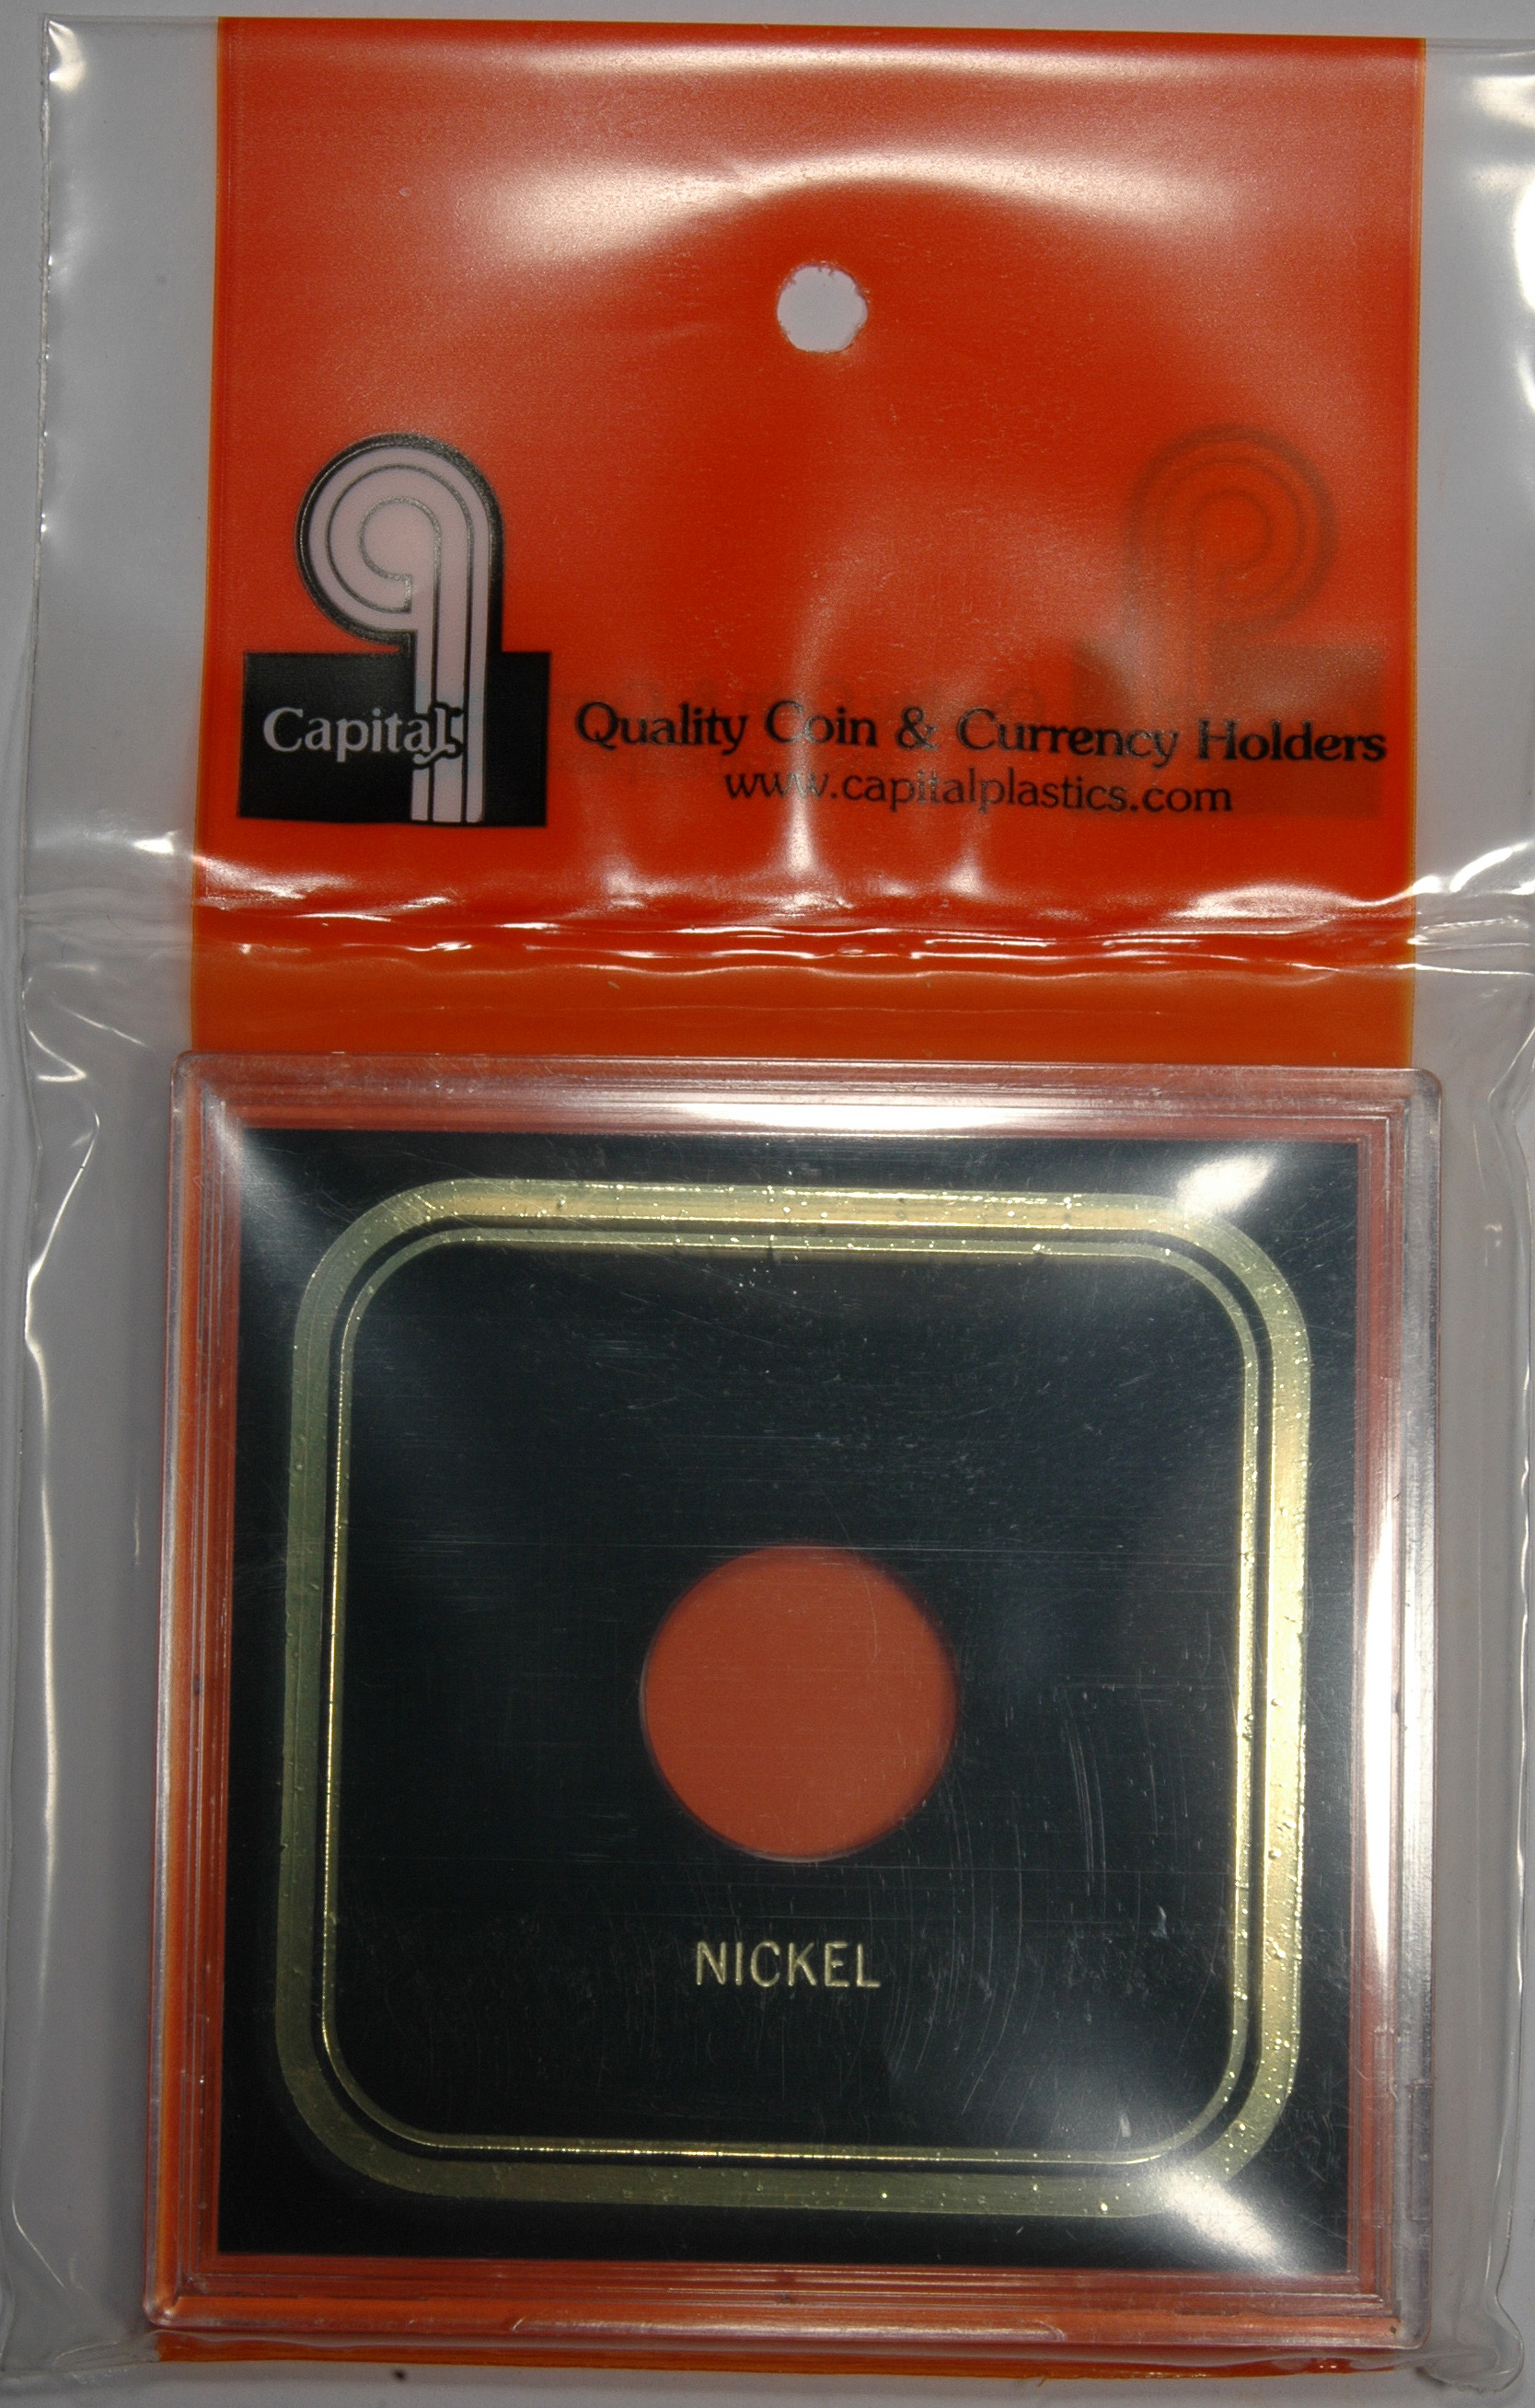 Capital
Quality Coin & Currency Holders
www.capitalplastics.com
NICKEL